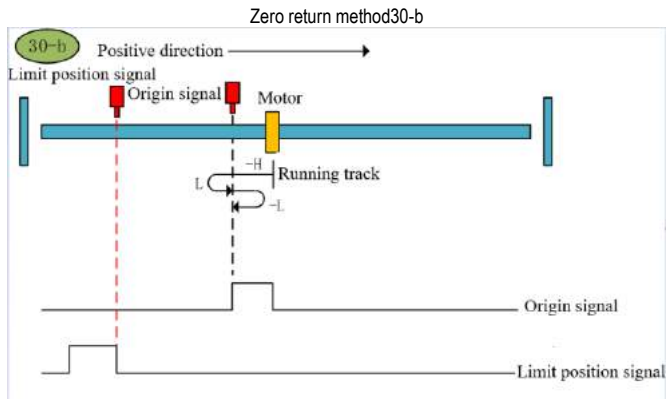 Zero return method30-b
30-b
Positive direction
Limit position signal
Origin signal
Motor
-H
Running track
L
-L
Origin signal
Limit position signal